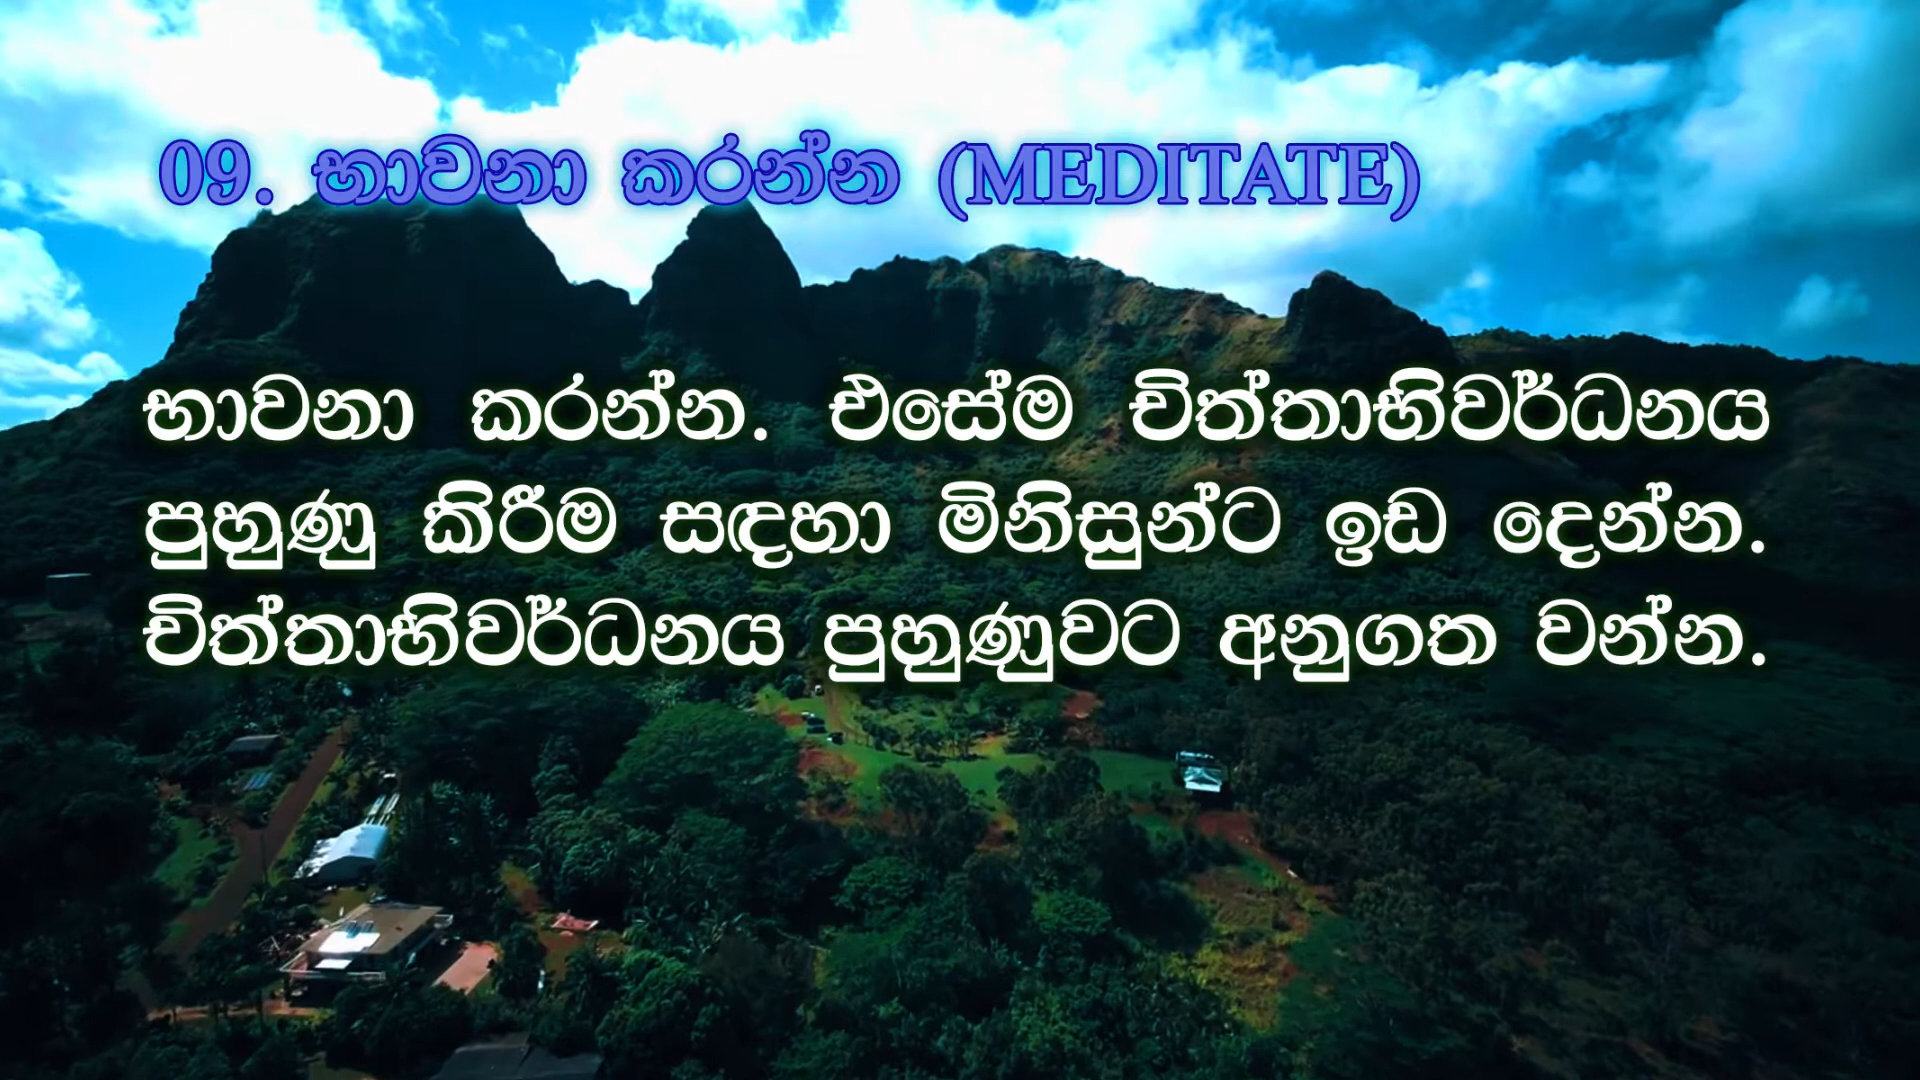 09. භාවනා කරන්න (MEDITATE)
භාවනා කරන්න. එසේම චිත්තාභිවර්ධනය
පුහුණු කිරීම සඳහා මිනිසුන්ට ඉඩ දෙන්න.
චිත්තාභිවර්ධනය පුහුණුවට අනුගත වන්න.